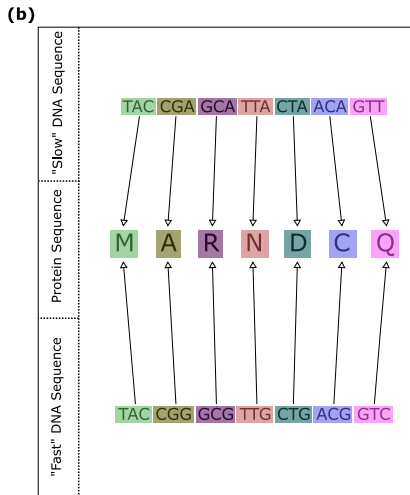 (b)
"Slow" DNA Sequence
TAC CGA GCA TTA CTA ACA GTT
Protein Sequence
M A R N D C Q
"Fast" DNA Sequence
TAC CGG GCG TTG CTG ACG GTC